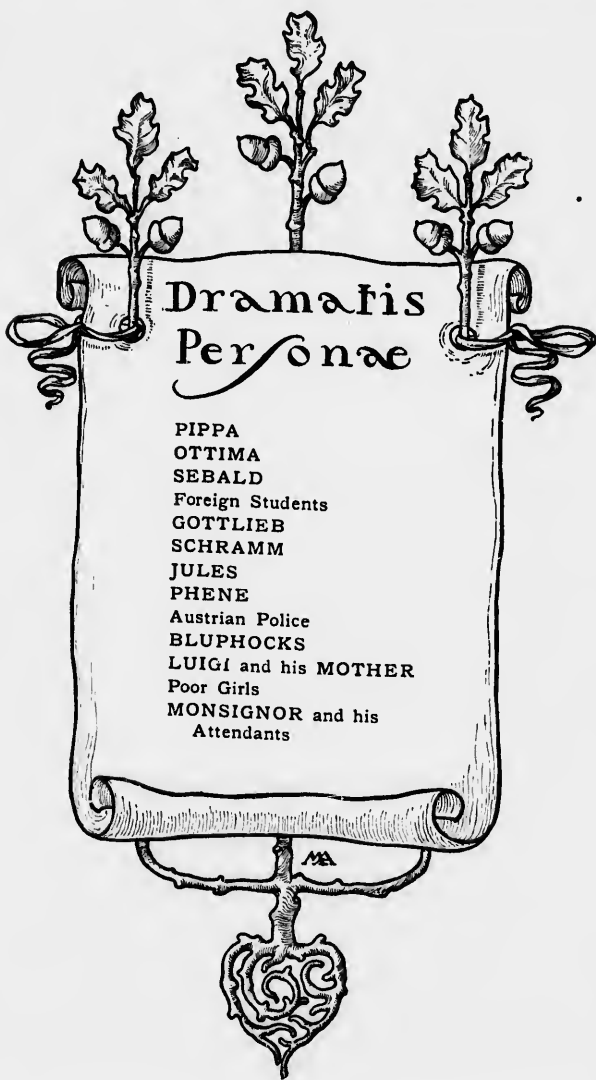 Dramatis
Personae
PIPPA
OTTIMA
SEBALD
Foreign Students
GOTTLIEB
SCHRAMM
JULES
PHENE
Austrian Police
BLUPHOCKS
LUIGI and his MOTHER
Poor Girls
MONSIGNOR and his
Attendants
MA